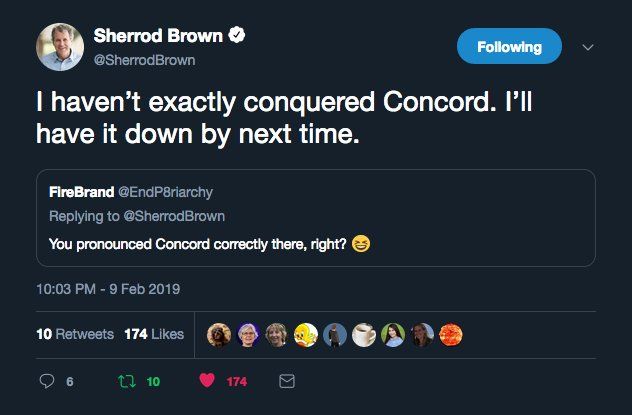 Sherrod Brown
@SherrodBrown
Following
I haven’t exactly conquered Concord. I’ll
have it down by next time.
FireBrand @EndP8riarchy
Replying to @SherrodBrown
You pronounced Concord correctly there, right? 😆
10:03 PM - 9 Feb 2019
10 Retweets 174 Likes
6 10 174